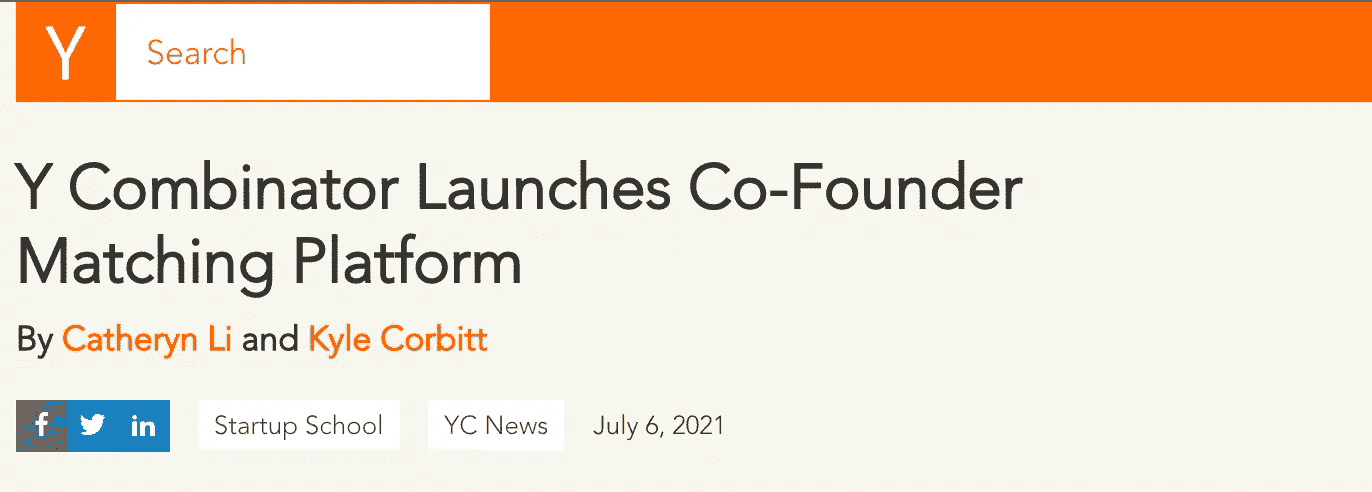 Y Search
Y Combinator Launches Co-Founder
Matching Platform
By Catheryn Li and Kyle Corbitt
f in Startup School YC News July 6, 2021